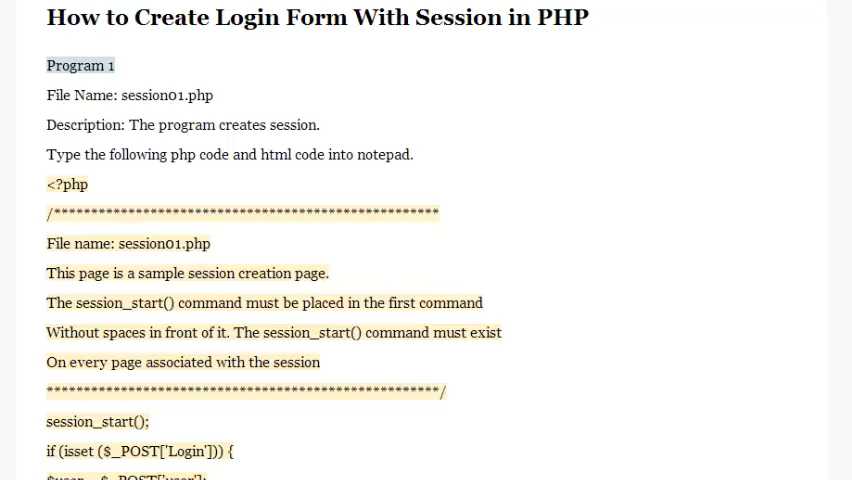 How to Create Login Form With Session in PHP
Program 1
File Name: session01.php
Description: The program creates session.
Type the following php code and html code into notepad.
<?php
/****************************************************
File name: session01.php
This page is a sample session creation page.
The session_start() command must be placed in the first command
Without spaces in front of it. The session_start() command must exist
On every page associated with the session
*****************************************************/
session_start();
if (isset ($_POST['Login'])) {
$user = $_POST['user'];